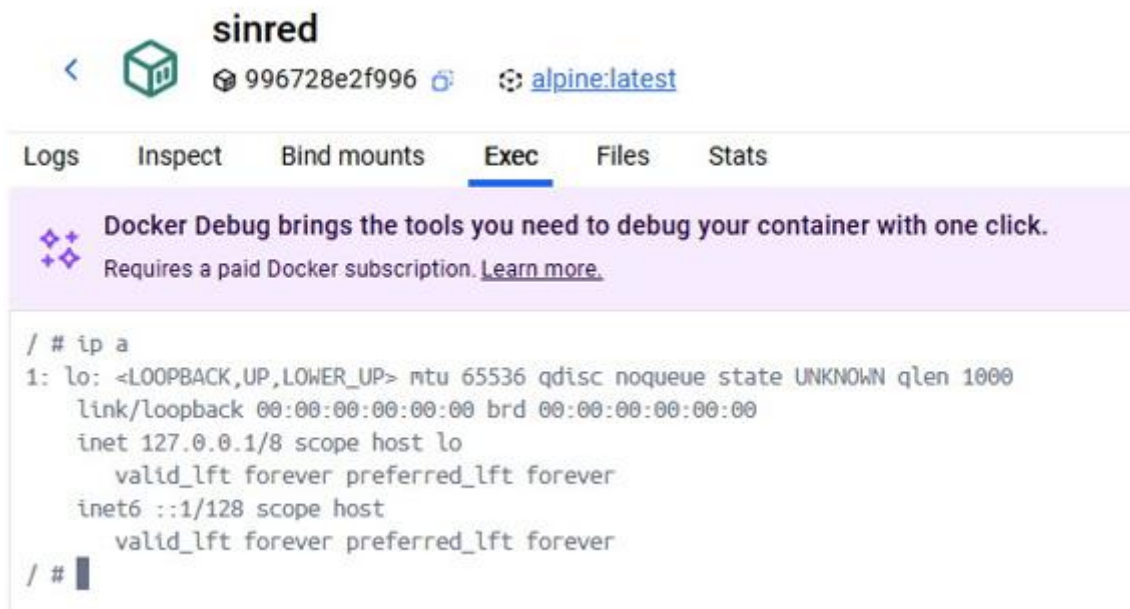 sinred
996728e2f996 alpine:latest
Logs Inspect Bind mounts Exec Files Stats
Docker Debug brings the tools you need to debug your container with one click.
Requires a paid Docker subscription. Learn more.
/ # ip a
1: lo: <LOOPBACK,UP,LOWER_UP> mtu 65536 qdisc noqueue state UNKNOWN qlen 1000
    link/loopback 00:00:00:00:00:00 brd 00:00:00:00:00:00
    inet 127.0.0.1/8 scope host lo
       valid_lft forever preferred_lft forever
    inet6 ::1/128 scope host
       valid_lft forever preferred_lft forever
/ #